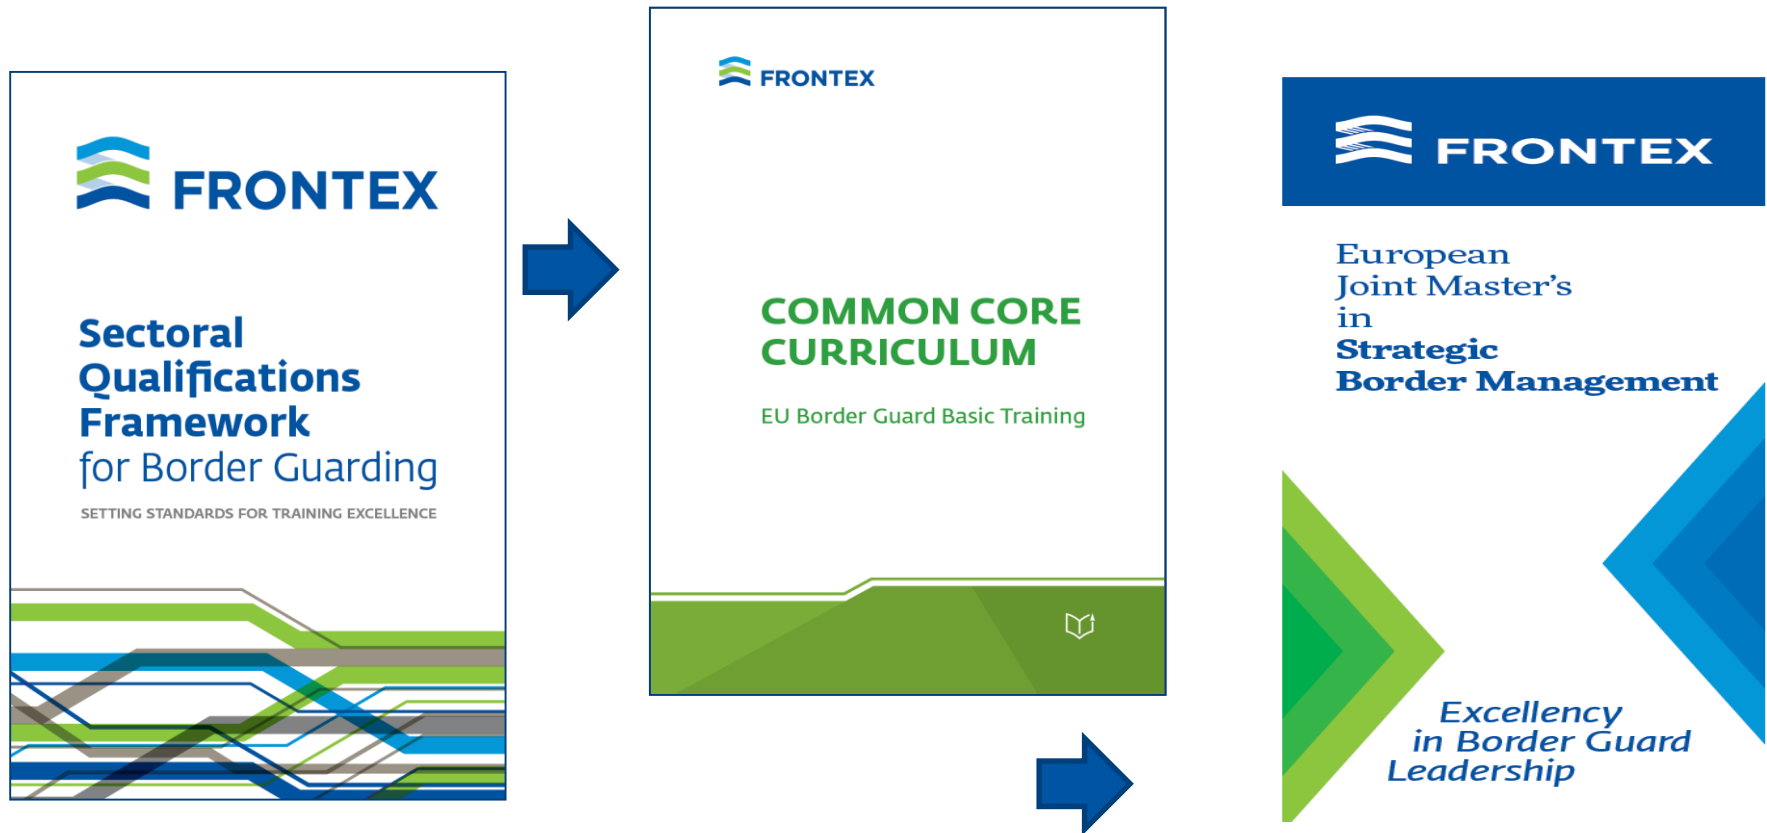 FRONTEX
Sectoral
Qualifications
Framework
for Border Guarding
SETTING STANDARDS FOR TRAINING EXCELLENCE
FRONTEX
COMMON CORE
CURRICULUM
EU Border Guard Basic Training
FRONTEX
European
Joint Master's
in
Strategic
Border Management
Excellency
in Border Guard
Leadership